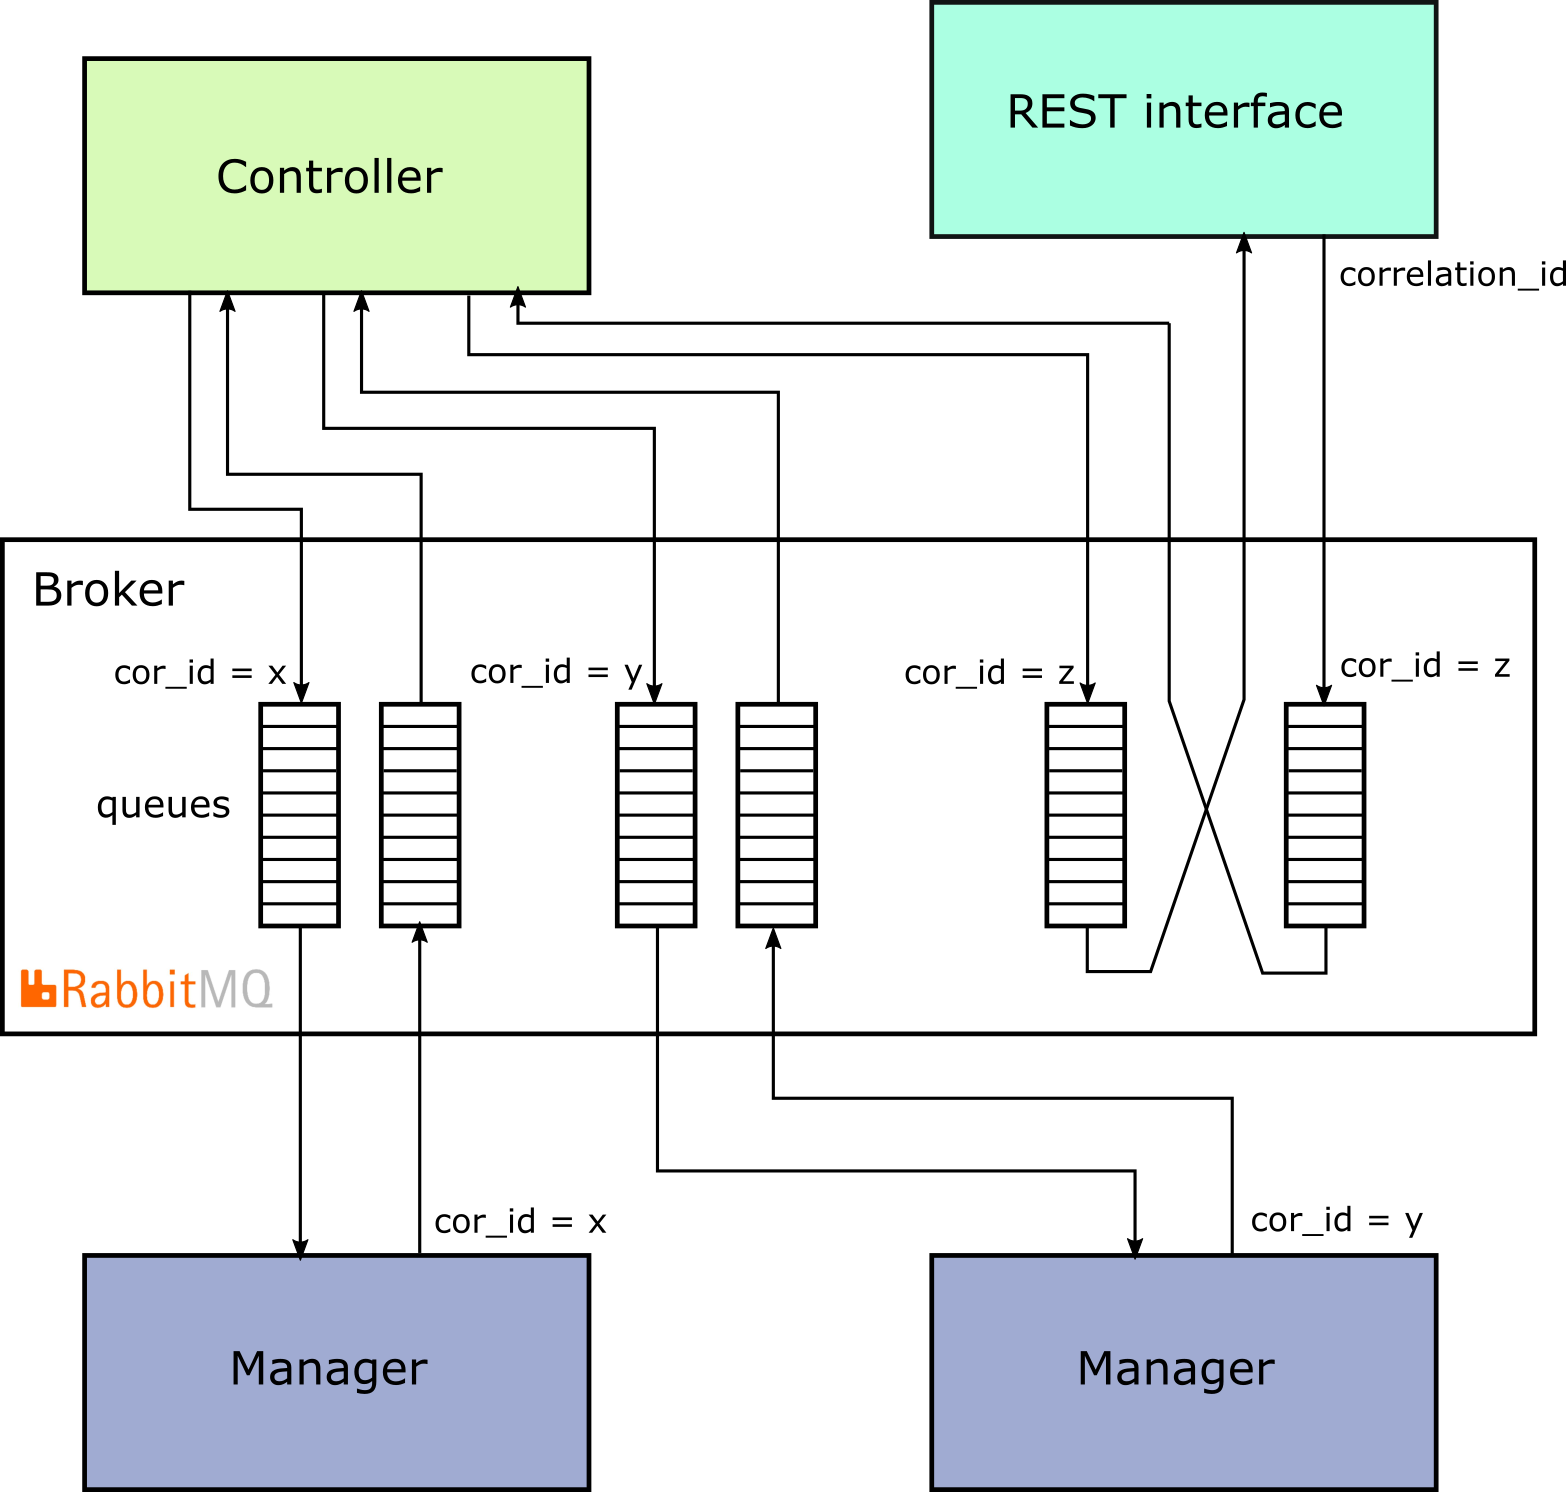 REST interface
Controller
correlation_id
Broker
cor_id = x
cor_id = y
cor_id = z
cor_id = z
queues
RabbitMQ
cor_id = x
cor_id = y
Manager
Manager